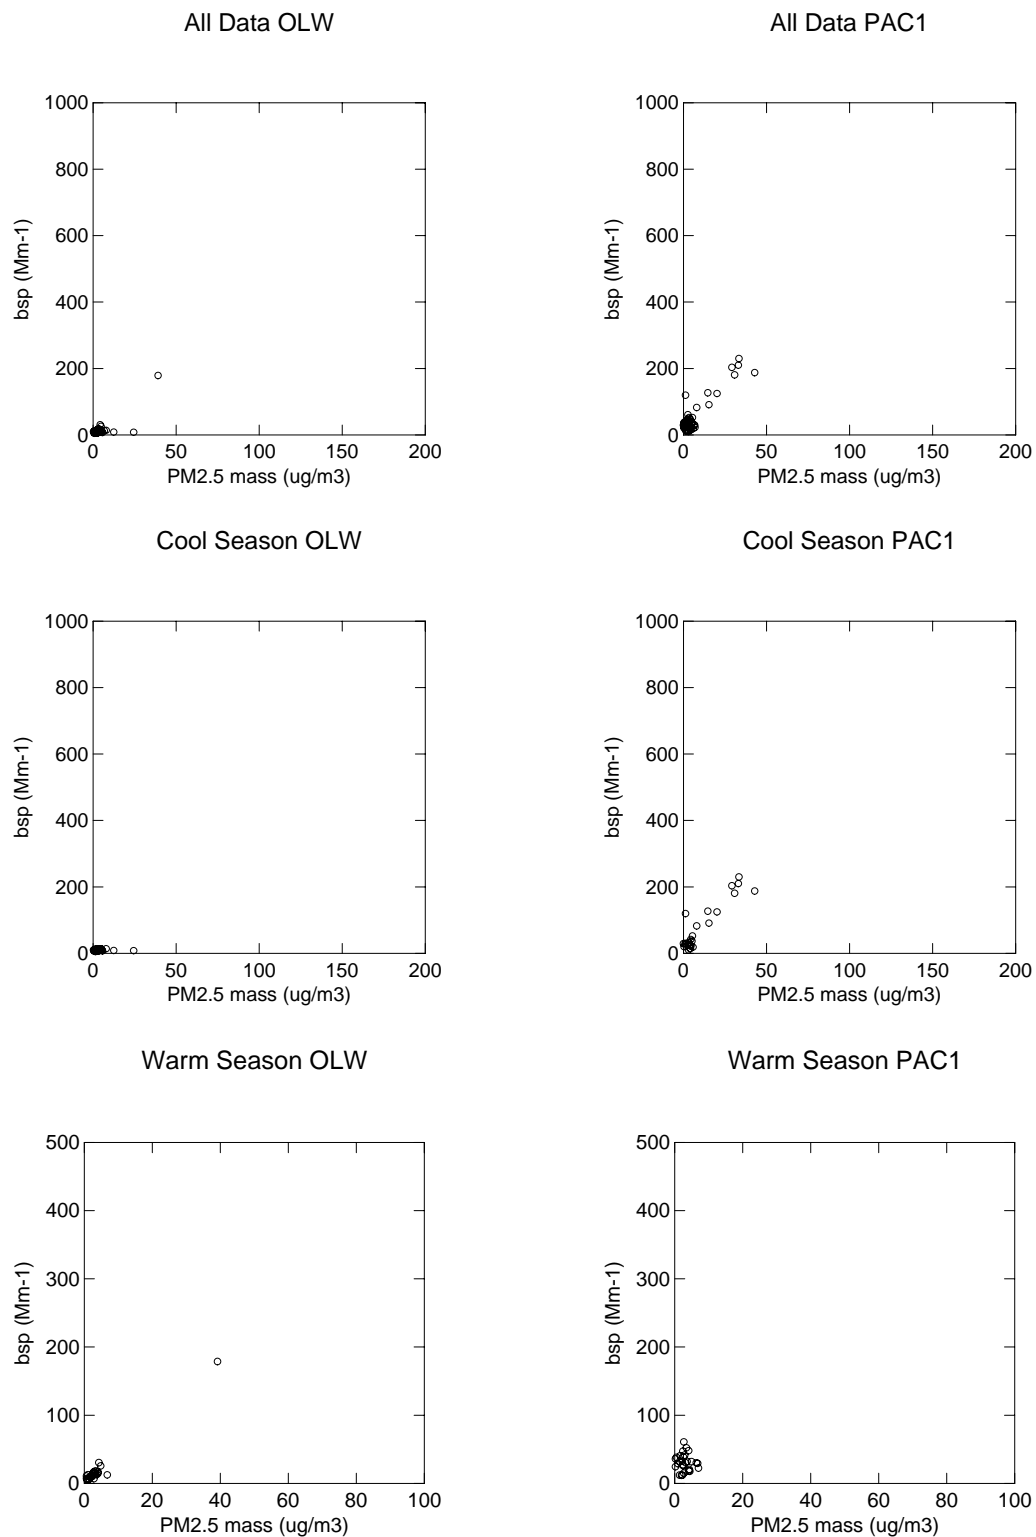 All Data OLW
1000
800
600
400
200
0
bsp (Mm-1)
0 50 100 150 200
PM2.5 mass (ug/m3)
All Data PAC1
1000
800
600
400
200
0
bsp (Mm-1)
0 50 100 150 200
PM2.5 mass (ug/m3)
Cool Season OLW
1000
800
600
400
200
0
bsp (Mm-1)
0 50 100 150 200
PM2.5 mass (ug/m3)
Cool Season PAC1
1000
800
600
400
200
0
bsp (Mm-1)
0 50 100 150 200
PM2.5 mass (ug/m3)
Warm Season OLW
500
400
300
200
100
0
bsp (Mm-1)
0 20 40 60 80 100
PM2.5 mass (ug/m3)
Warm Season PAC1
500
400
300
200
100
0
bsp (Mm-1)
0 20 40 60 80 100
PM2.5 mass (ug/m3)